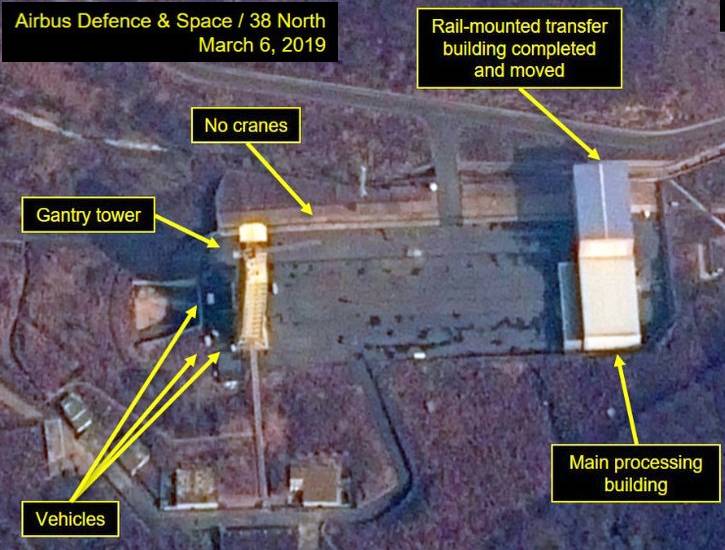 Airbus Defence & Space / 38 North
March 6, 2019
Rail-mounted transfer
building completed
and moved
No cranes
Gantry tower
Main processing
building
Vehicles